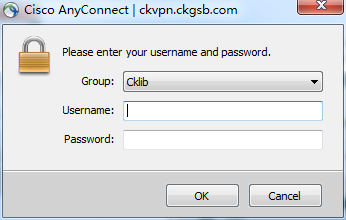 Cisco AnyConnect | ckvpn.ckgsb.com
Please enter your username and password.
Group: Cklib
Username:
Password:
OK Cancel